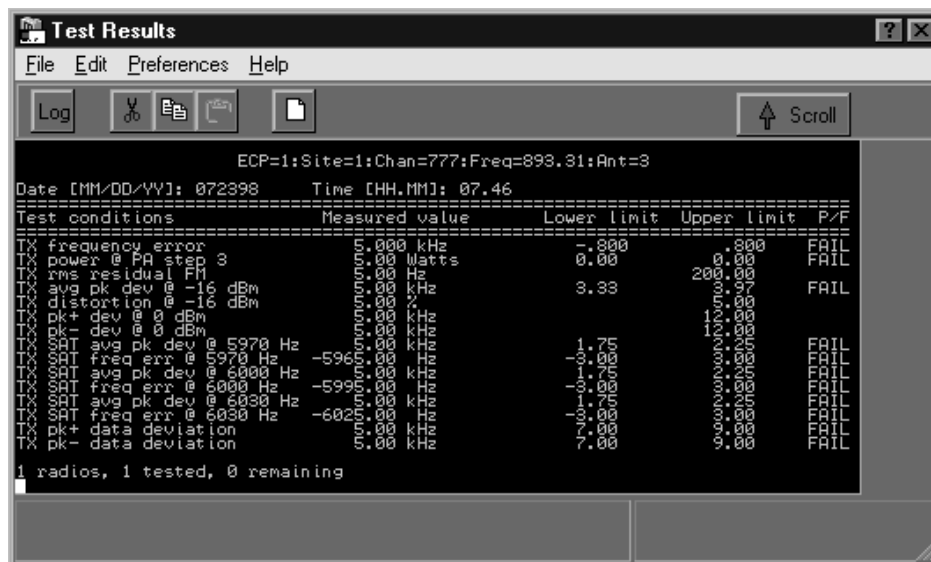 Test Results
File Edit Preferences Help
Log Scroll
ECP=1:Site=1:Chan=777:Freq=893.31:Ant=3
Date [MM/DD/YY]: 072398 Time [HH.MM]: 07.46
Test conditions Measured value Lower limit Upper limit P/F
TX frequency error 5.000 kHz -.800 .800 FAIL
TX power @ PA step 3 5.00 Watts 0.00 0.00 FAIL
TX rms residual FM 5.00 Hz 200.00
TX avg pk dev @ -16 dBm 5.00 kHz 3.33 3.97 FAIL
TX distortion @ -16 dBm 5.00 % 5.00
TX pk+ dev @ 0 dBm 5.00 kHz 12.00
TX pk- dev @ 0 dBm 5.00 kHz 12.00
TX SAT avg pk dev @ 5970 Hz 5.00 kHz 1.75 2.25 FAIL
TX SAT freq err @ 5970 Hz -5965.00 Hz -3.00 3.00 FAIL
TX SAT avg pk dev @ 6000 Hz 5.00 kHz 1.75 2.25 FAIL
TX SAT freq err @ 6000 Hz -5995.00 Hz -3.00 3.00 FAIL
TX SAT avg pk dev @ 6030 Hz 5.00 kHz 1.75 2.25 FAIL
TX SAT freq err @ 6030 Hz -6025.00 Hz -3.00 3.00 FAIL
TX pk+ data deviation 5.00 kHz 7.00 9.00 FAIL
TX pk- data deviation 5.00 kHz 7.00 9.00 FAIL
1 radios, 1 tested, 0 remaining